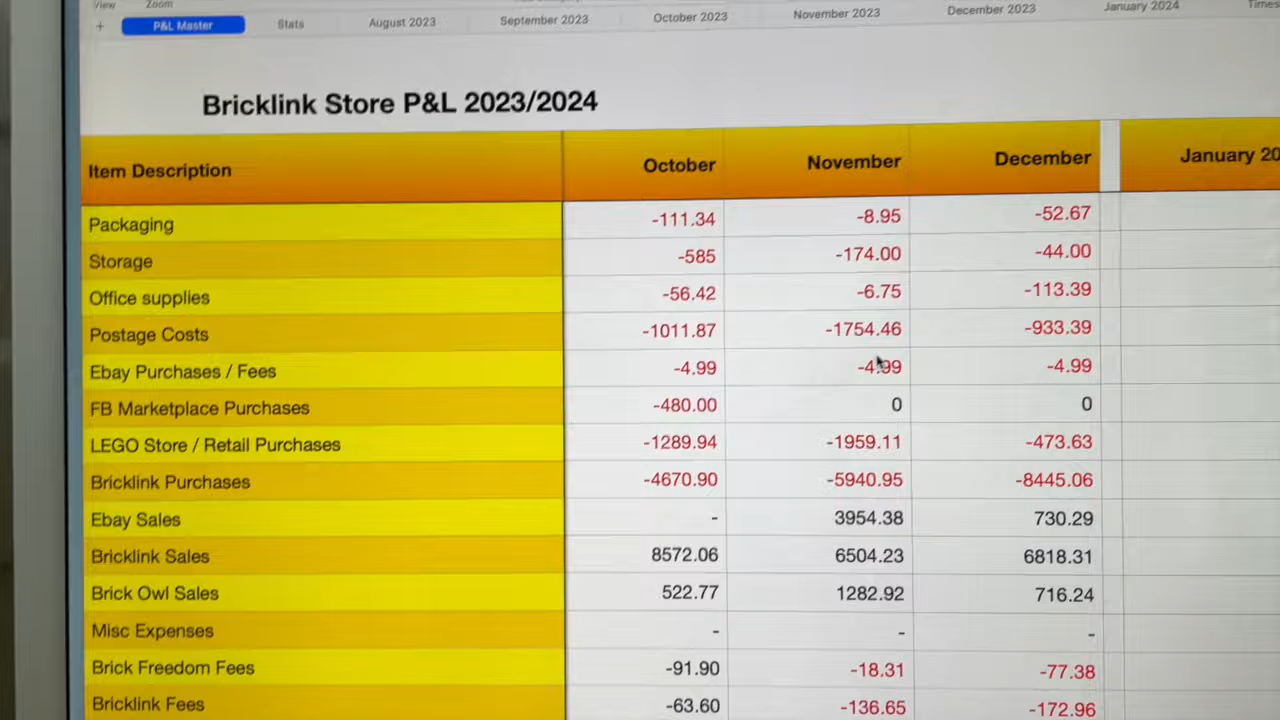 View Zoom
+ P&L Master Stats August 2023 September 2023 October 2023 November 2023 December 2023 January 2024 Times
Bricklink Store P&L 2023/2024
Item Description October November December January 20
Packaging -111.34 -8.95 -52.67
Storage -585 -174.00 -44.00
Office supplies -56.42 -6.75 -113.39
Postage Costs -1011.87 -1754.46 -933.39
Ebay Purchases / Fees -4.99 -4.99 -4.99
FB Marketplace Purchases -480.00 0 0
LEGO Store / Retail Purchases -1289.94 -1959.11 -473.63
Bricklink Purchases -4670.90 -5940.95 -8445.06
Ebay Sales - 3954.38 730.29
Bricklink Sales 8572.06 6504.23 6818.31
Brick Owl Sales 522.77 1282.92 716.24
Misc Expenses - - -
Brick Freedom Fees -91.90 -18.31 -77.38
Bricklink Fees -63.60 -136.65 -172.96